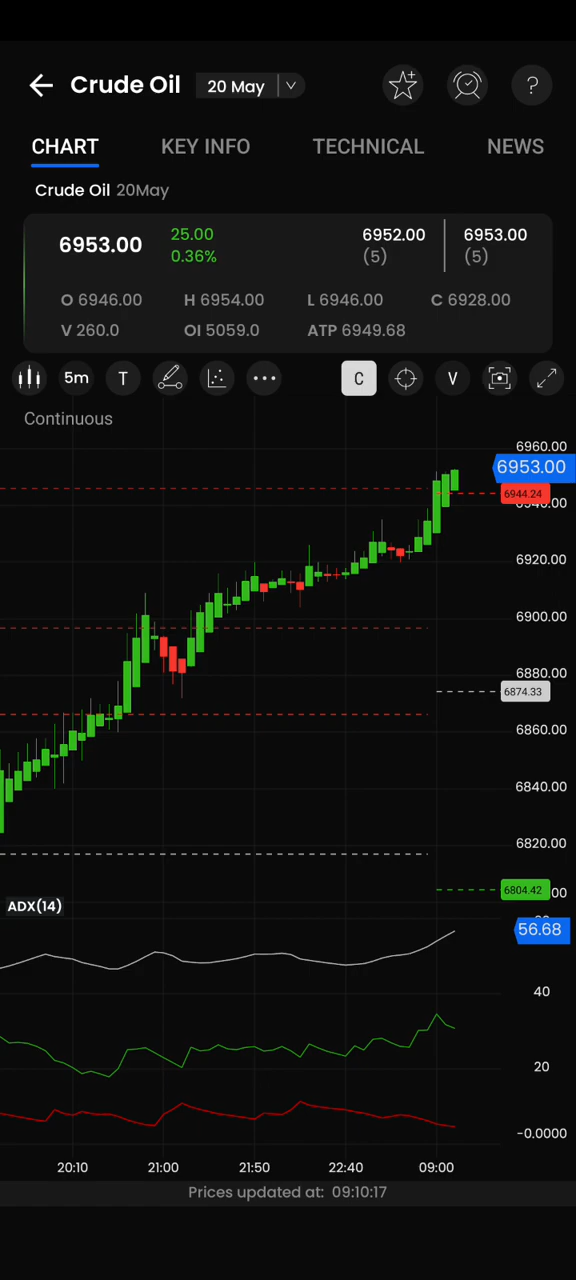 Crude Oil 20 May ?
CHART KEY INFO TECHNICAL NEWS
Crude Oil 20May
6953.00 25.00 6952.00 6953.00
0.36% (5) (5)
O 6946.00 H 6954.00 L 6946.00 C 6928.00
V 260.0 OI 5059.0 ATP 6949.68
5m T C V
Continuous
6960.00
6953.00
6944.24
6920.00
6900.00
6880.00
6874.33
6860.00
6840.00
6820.00
6804.42
ADX(14)
56.68
40
20
-0.0000
20:10 21:00 21:50 22:40 09:00
Prices updated at: 09:10:17